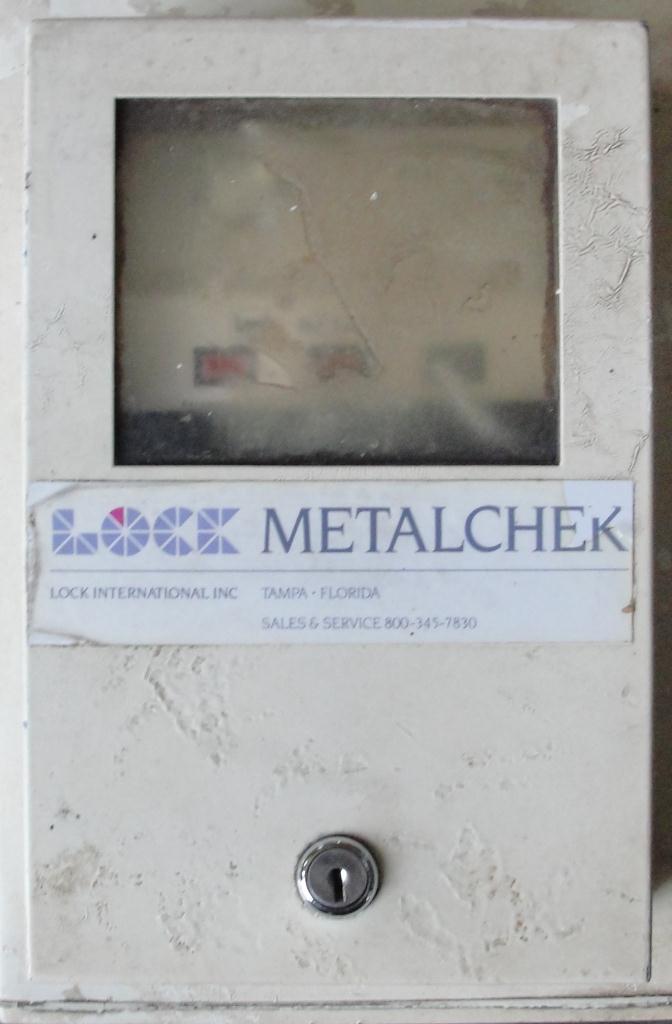 LOCK METALCHEK
LOCK INTERNATIONAL INC TAMPA · FLORIDA
SALES & SERVICE 800-345-7830